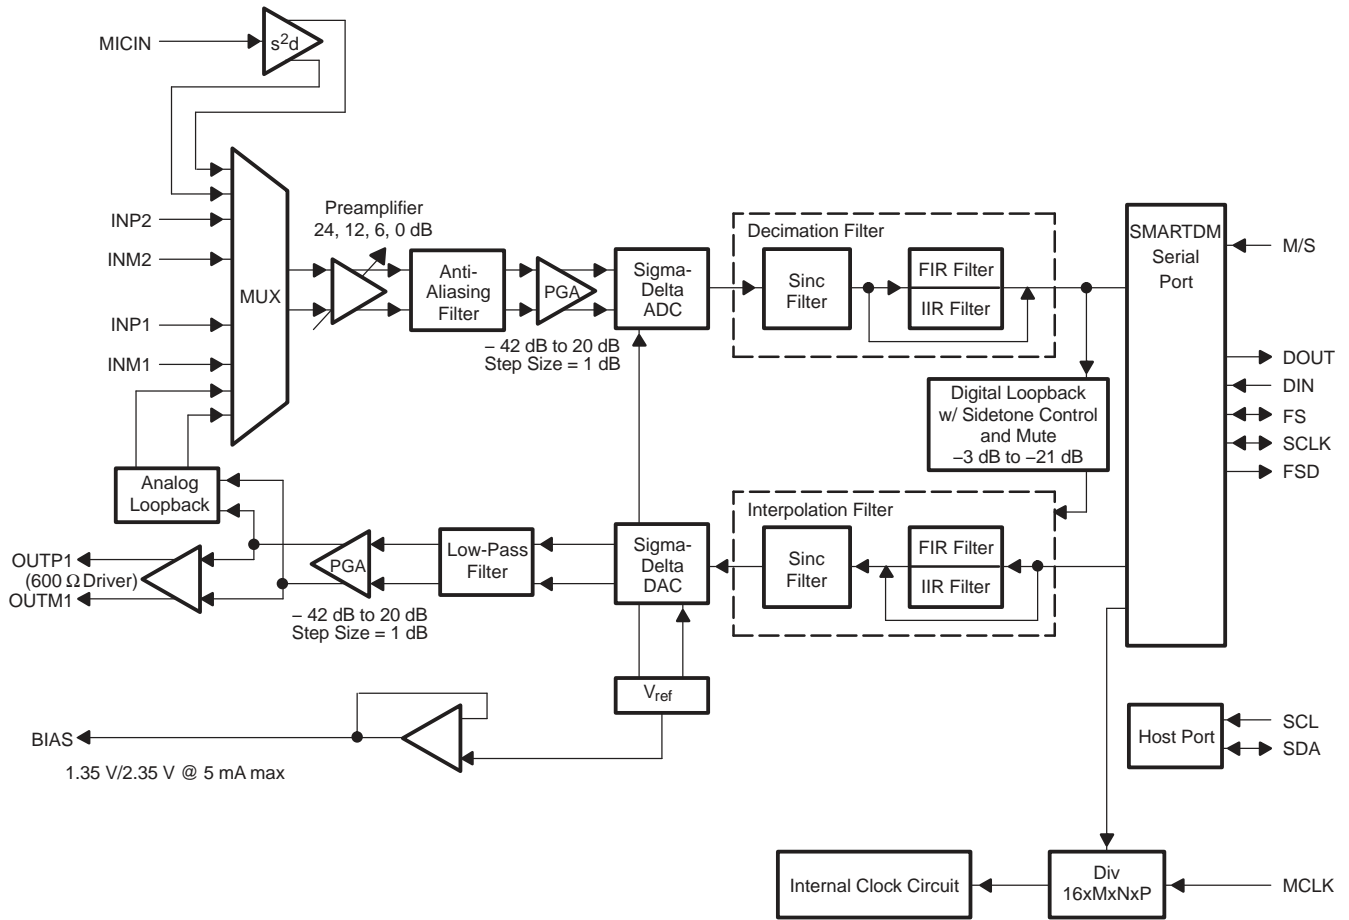 MICIN
s²d
INP2
INM2
INP1
INM1
MUX
Preamplifier
24, 12, 6, 0 dB
Anti-
Aliasing
Filter
PGA
– 42 dB to 20 dB
Step Size = 1 dB
Sigma-
Delta
ADC
Decimation Filter
Sinc
Filter
FIR Filter
IIR Filter
SMARTDM
Serial
Port
M/S
DOUT
DIN
FS
SCLK
FSD
Digital Loopback
w/ Sidetone Control
and Mute
–3 dB to –21 dB
Analog
Loopback
OUTP1
(600 Ω Driver)
OUTM1
PGA
– 42 dB to 20 dB
Step Size = 1 dB
Low-Pass
Filter
Sigma-
Delta
DAC
Interpolation Filter
Sinc
Filter
FIR Filter
IIR Filter
Vref
BIAS
1.35 V/2.35 V @ 5 mA max
Host Port
SCL
SDA
Internal Clock Circuit
Div
16xMxNxP
MCLK